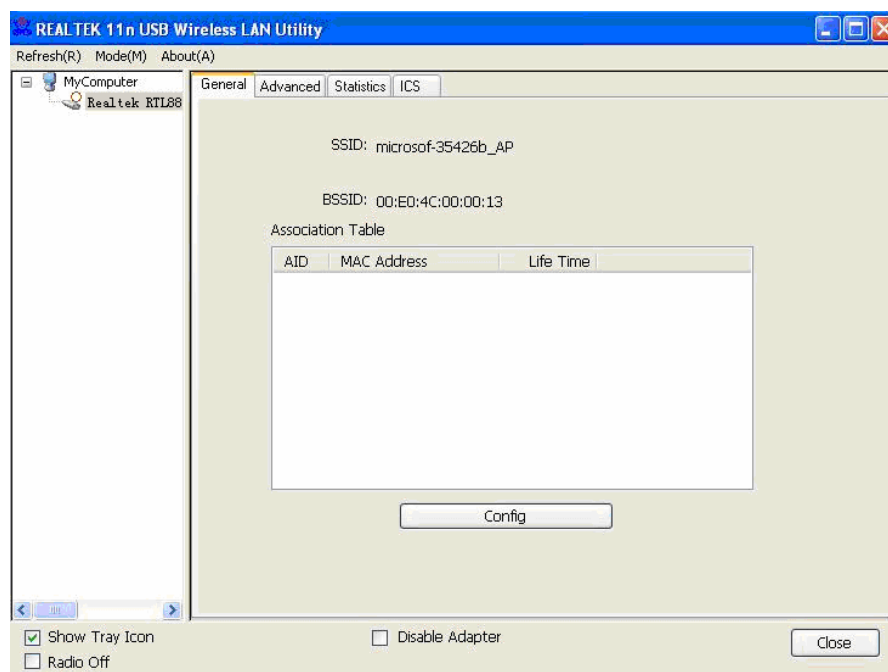 REALTEK 11n USB Wireless LAN Utility
Refresh(R) Mode(M) About(A)
MyComputer
Realtek RTL88
General Advanced Statistics ICS
SSID: microsof-35426b_AP
BSSID: 00:E0:4C:00:00:13
Association Table
AID MAC Address Life Time
Config
Show Tray Icon
Radio Off
Disable Adapter
Close